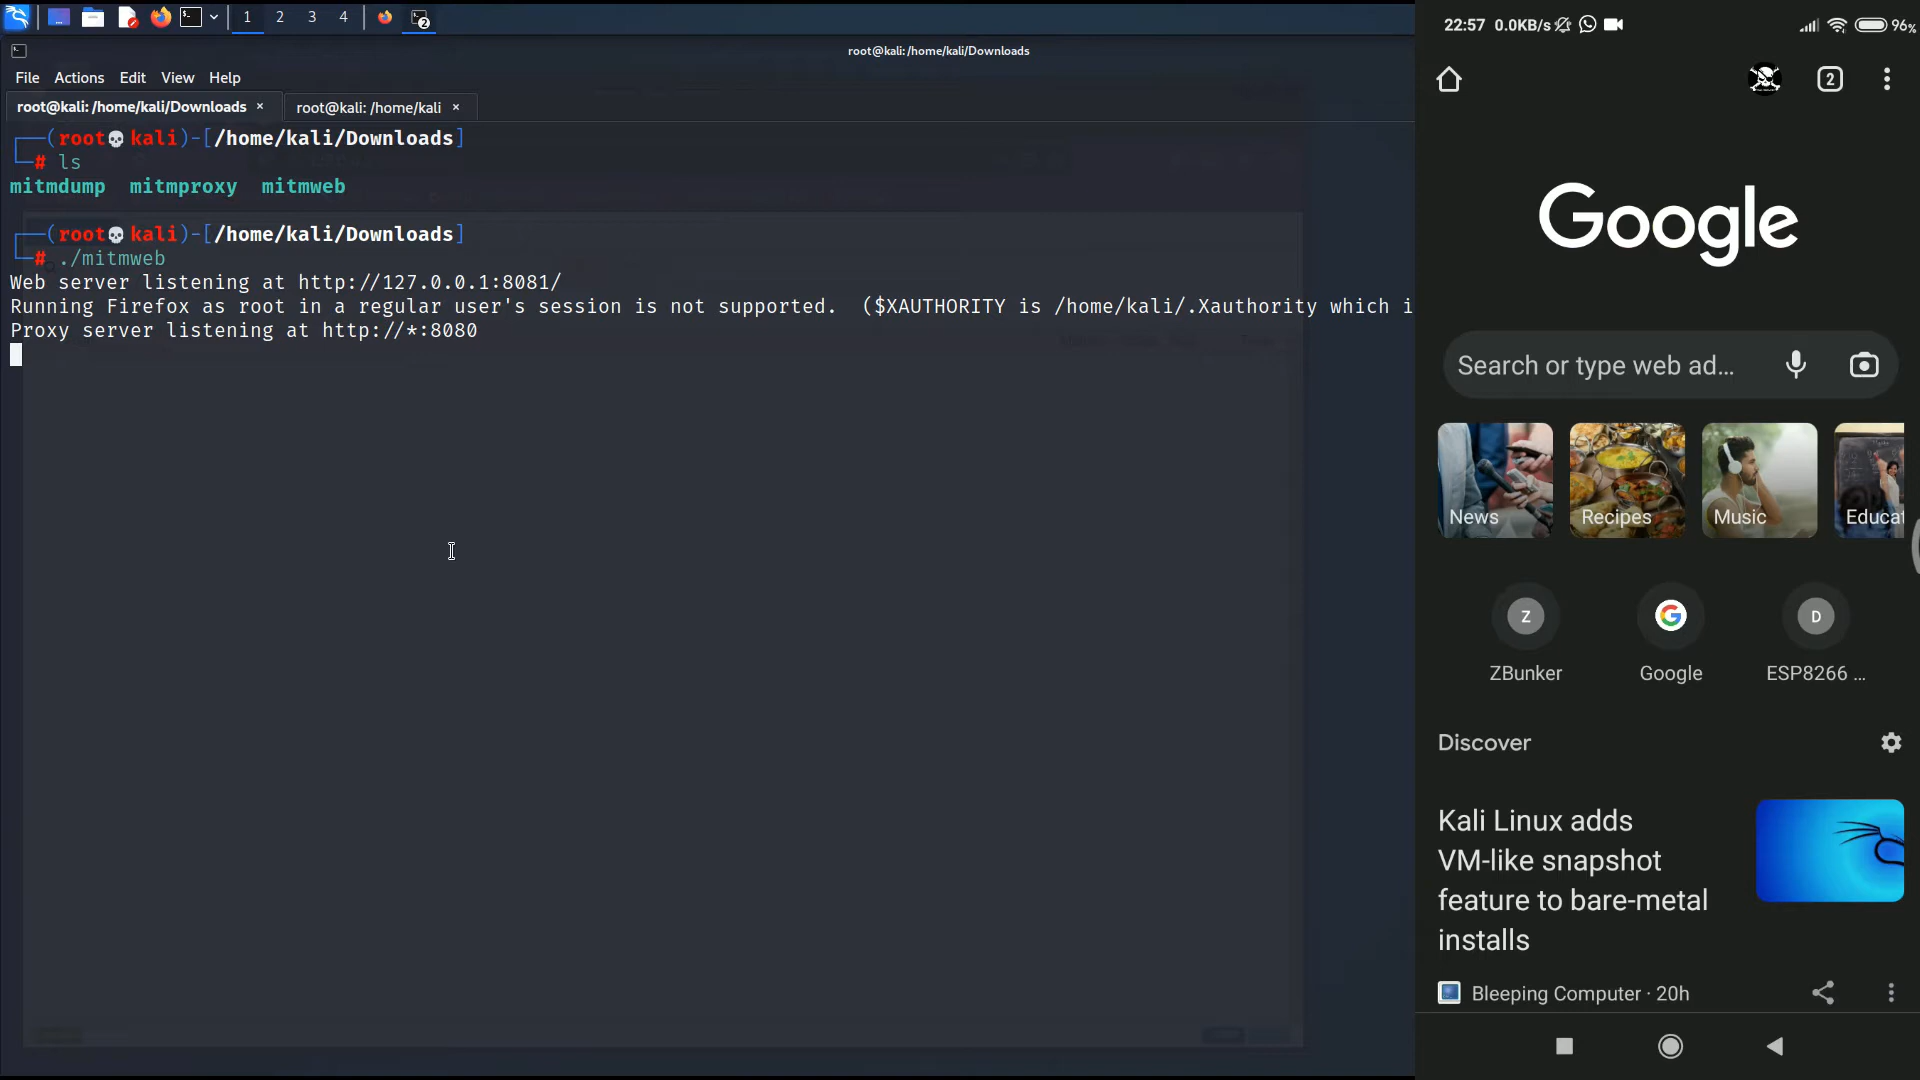 1 2 3 4 2
root@kali:/home/kali/Downloads
File Actions Edit View Help
root@kali: /home/kali/Downloads × root@kali: /home/kali ×
(root💀kali)-[/home/kali/Downloads]
# ls
mitmdump mitmproxy mitmweb
(root💀kali)-[/home/kali/Downloads]
# ./mitmweb
Web server listening at http://127.0.0.1:8081/
Running Firefox as root in a regular user's session is not supported. ($XAUTHORITY is /home/kali/.Xauthority which i
Proxy server listening at http://*:8080
22:57 0.0KB/s 96%
2
Google
Search or type web ad...
News Recipes Music Educa
Z G D
ZBunker Google ESP8266 ...
Discover
Kali Linux adds
VM-like snapshot
feature to bare-metal
installs
Bleeping Computer · 20h